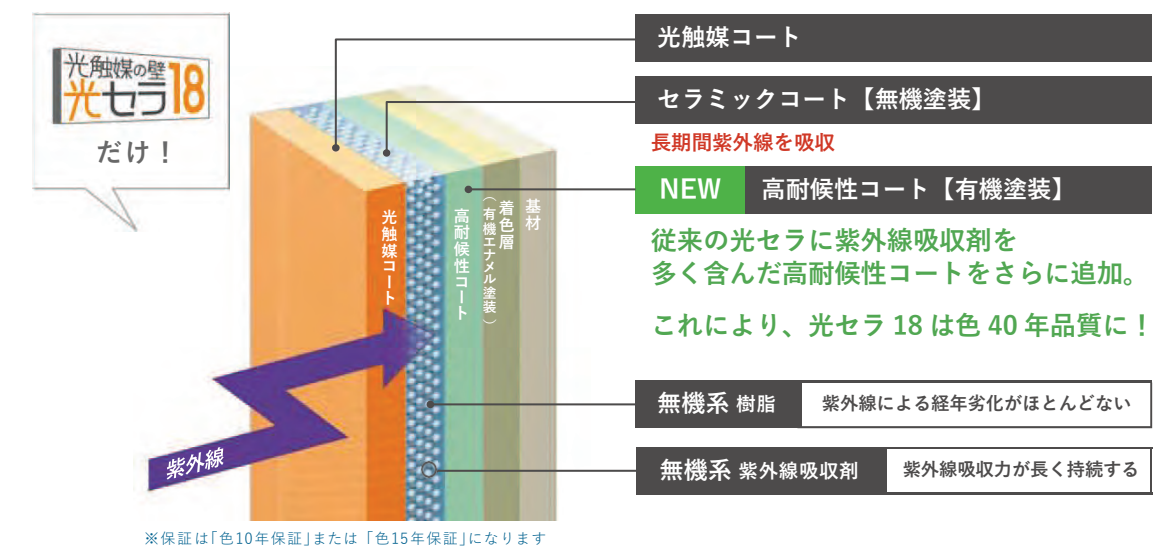 光触媒の壁
光セラ18
だけ！
光触媒コート
セラミックコート【無機塗装】
長期間紫外線を吸収
NEW 高耐候性コート【有機塗装】
従来の光セラに紫外線吸収剤を
多く含んだ高耐候性コートをさらに追加。
これにより、光セラ 18 は色 40 年品質に！
無機系 樹脂 紫外線による経年劣化がほとんどない
無機系 紫外線吸収剤 紫外線吸収力が長く持続する
光触媒コート
高耐候性コート
着色層
（有機エナメル塗装）
基材
紫外線
※保証は「色10年保証」または「色15年保証」になります